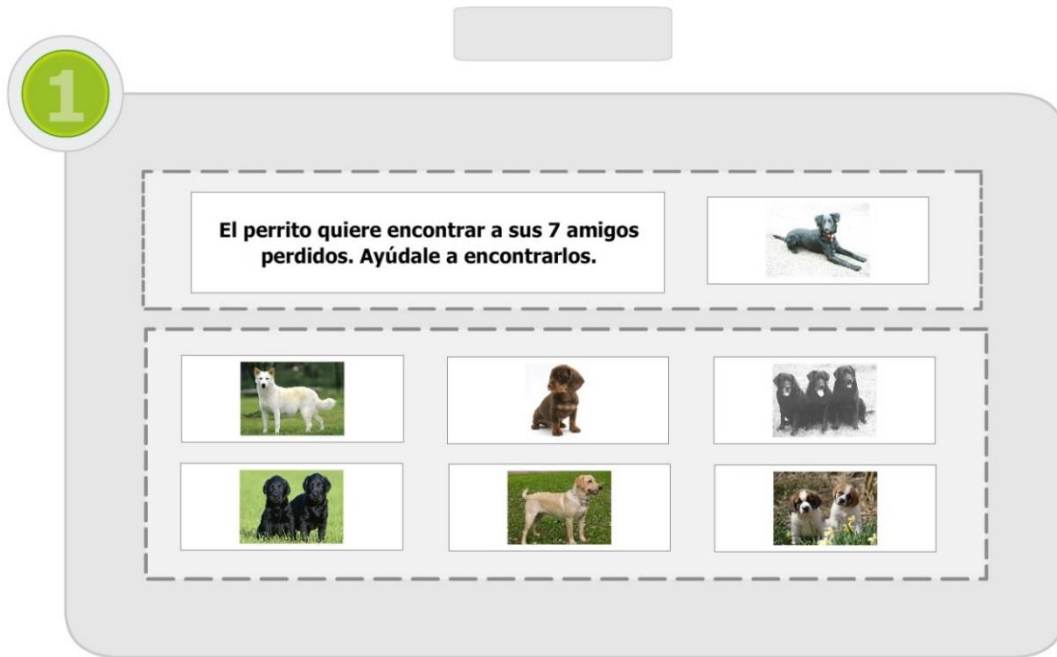 1
El perrito quiere encontrar a sus 7 amigos
perdidos. Ayúdale a encontrarlos.